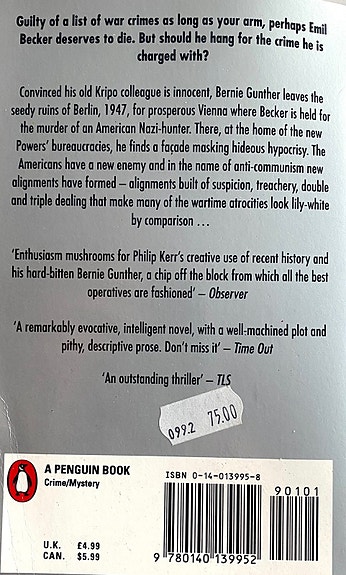 Guilty of a list of war crimes as long as your arm, perhaps Emil
Becker deserves to die. But should he hang for the crime he is
charged with?
Convinced his old Kripo colleague is innocent, Bernie Gunther leaves the
seedy ruins of Berlin, 1947, for prosperous Vienna where Becker is held for
the murder of an American Nazi-hunter. There, at the home of the new
Powers' bureaucracies, he finds a façade masking hideous hypocrisy. The
Americans have a new enemy and in the name of anti-communism new
alignments have formed – alignments built of suspicion, treachery, double
and triple dealing that make many of the wartime atrocities look lily-white
by comparison ...
'Enthusiasm mushrooms for Philip Kerr's creative use of recent history and
his hard-bitten Bernie Gunther, a chip off the block from which all the best
operatives are fashioned' – Observer
'A remarkably evocative, intelligent novel, with a well-machined plot and
pithy, descriptive prose. Don't miss it' – Time Out
'An outstanding thriller' – TLS
0992 75.00
A PENGUIN BOOK
Crime/Mystery
U.K. £4.99
CAN. $5.99
ISBN 0-14-013995-8
90101
9 780140 139952